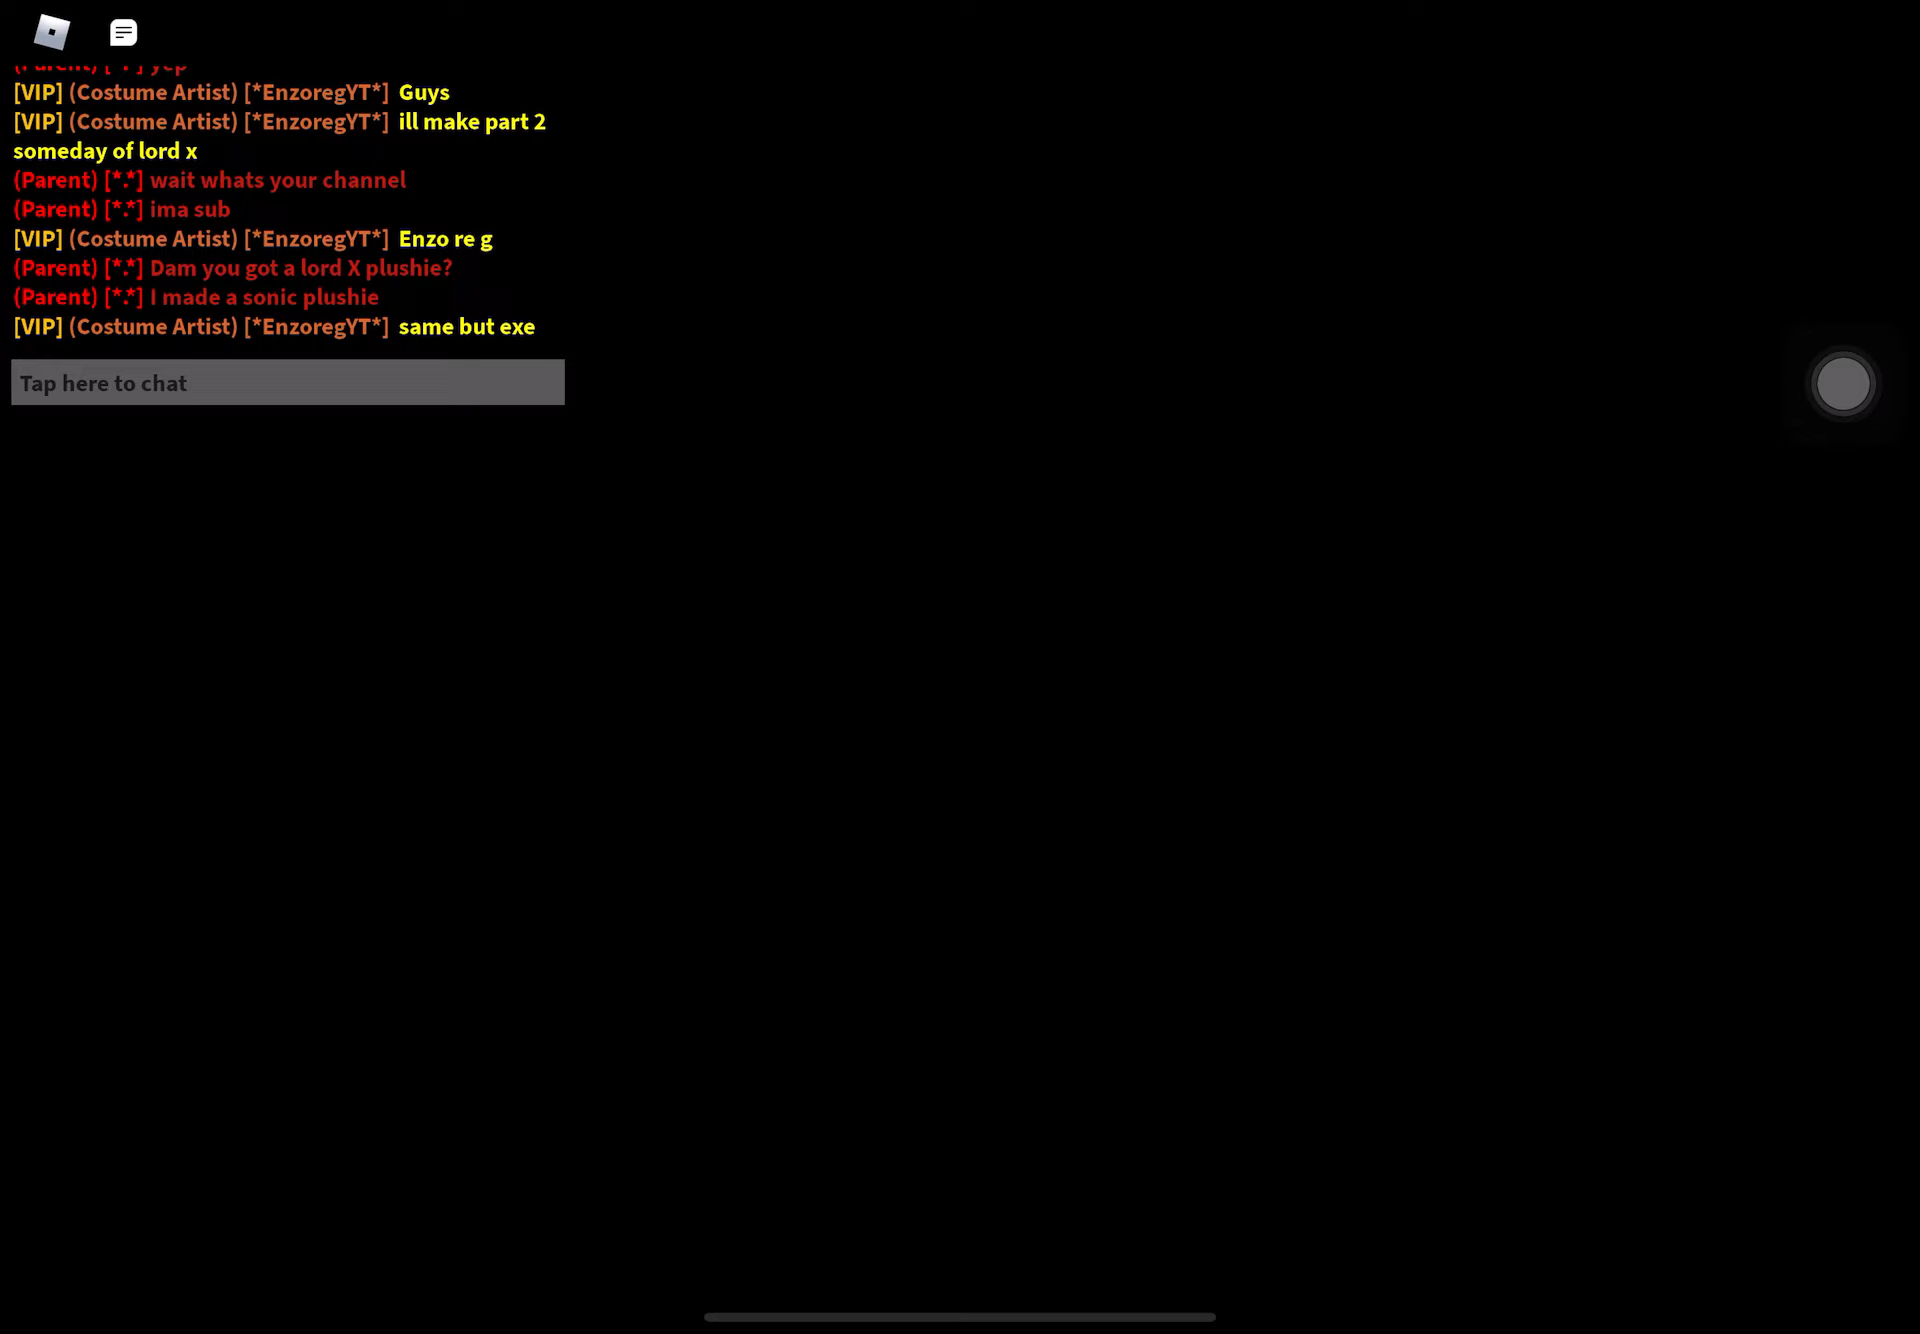 (Parent) [*.*] yep
[VIP] (Costume Artist) [*EnzoregYT*] Guys
[VIP] (Costume Artist) [*EnzoregYT*] ill make part 2
someday of lord x
(Parent) [*.*] wait whats your channel
(Parent) [*.*] ima sub
[VIP] (Costume Artist) [*EnzoregYT*] Enzo re g
(Parent) [*.*] Dam you got a lord X plushie?
(Parent) [*.*] I made a sonic plushie
[VIP] (Costume Artist) [*EnzoregYT*] same but exe
Tap here to chat